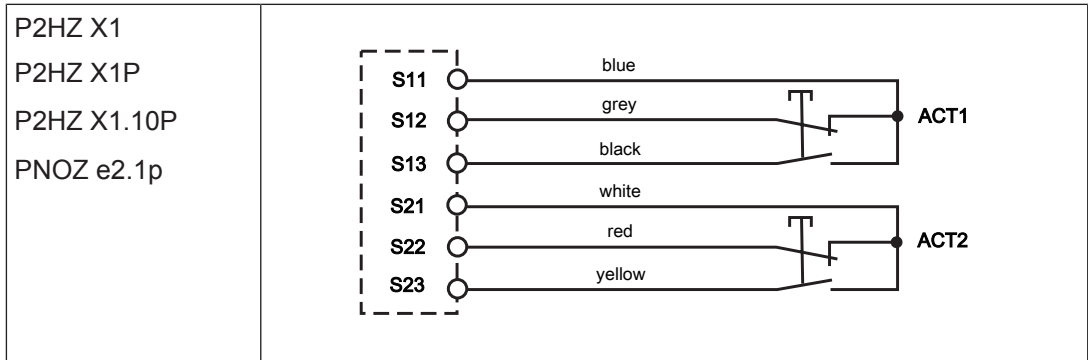 P2HZ X1
P2HZ X1P
P2HZ X1.10P
PNOZ e2.1p
S11 blue
S12 grey ACT1
S13 black
S21 white
S22 red ACT2
S23 yellow